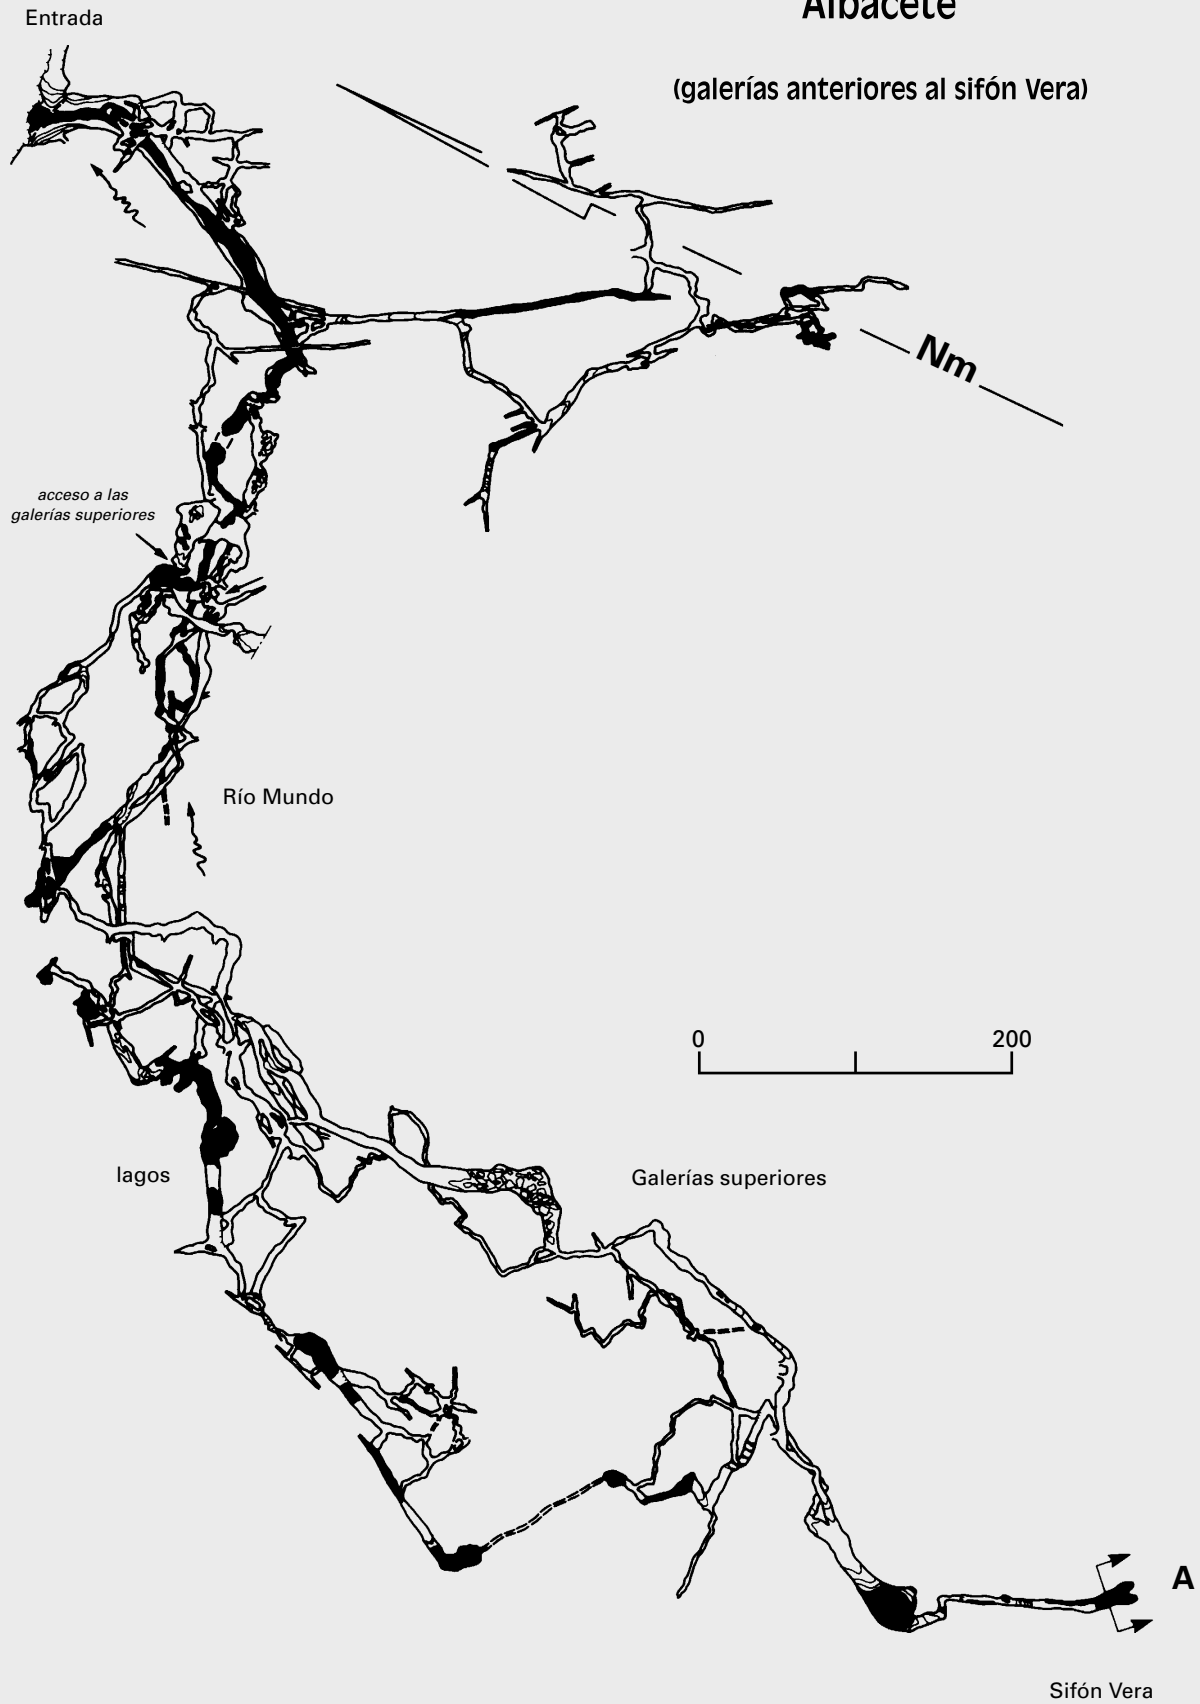 Albacete
Entrada
(galerías anteriores al sifón Vera)
Nm
acceso a las
galerías superiores
Río Mundo
0 200
lagos
Galerías superiores
A
Sifón Vera